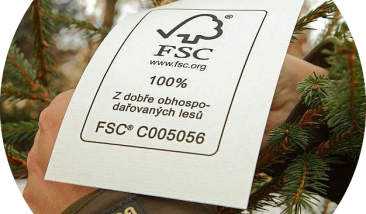 FSC
www.fsc.org
100%
Z dobře obhospo-
dařovaných lesů
FSC® C005056